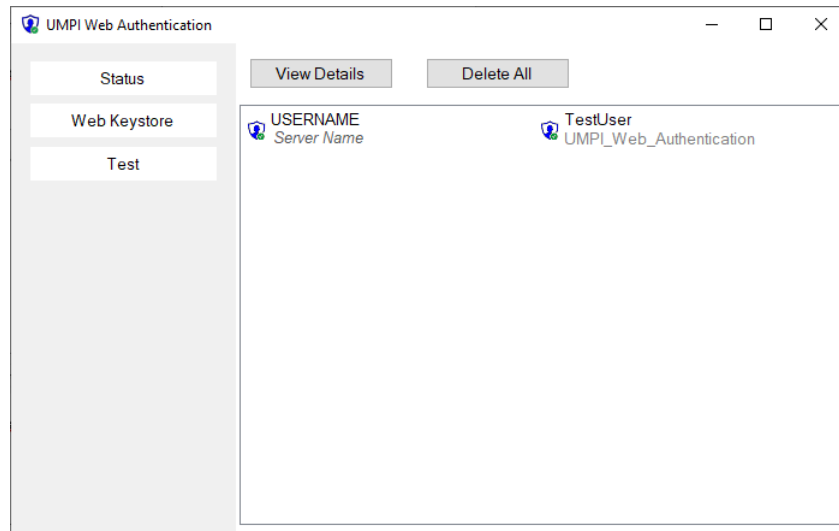 UMPI Web Authentication
Status
Web Keystore
Test
View Details
Delete All
USERNAME
Server Name
TestUser
UMPI_Web_Authentication